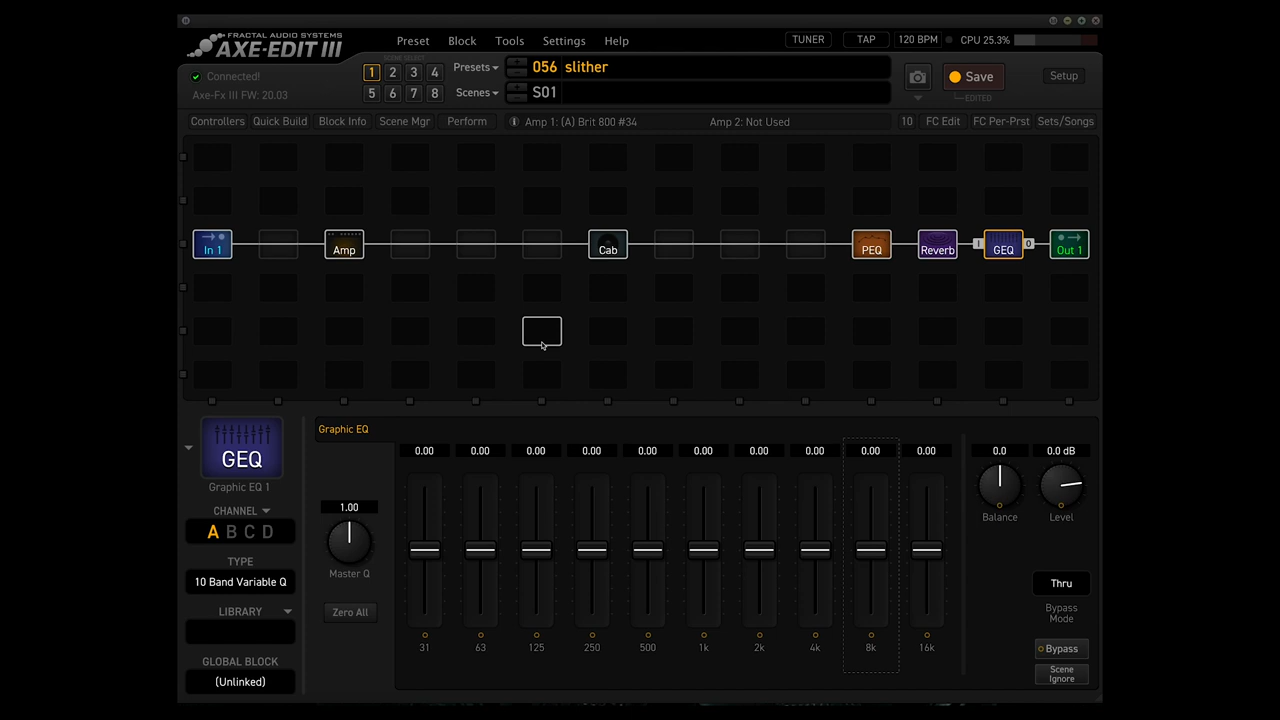 FRACTAL AUDIO SYSTEMS
AXE-EDIT III
Preset Block Tools Settings Help
TUNER TAP 120 BPM CPU 25.3%
Connected!
Axe-Fx III FW: 20.03
SCENE SELECT
1 2 3 4
5 6 7 8
Presets 056 slither
Scenes S01
Save
EDITED
Setup
Controllers Quick Build Block Info Scene Mgr Perform Amp 1: (A) Brit 800 #34 Amp 2: Not Used 10 FC Edit FC Per-Prst Sets/Songs
In 1 Amp Cab PEQ Reverb I GEQ O Out 1
GEQ
Graphic EQ 1
CHANNEL
A B C D
TYPE
10 Band Variable Q
LIBRARY
GLOBAL BLOCK
(Unlinked)
Graphic EQ
1.00
Master Q
Zero All
0.00 0.00 0.00 0.00 0.00 0.00 0.00 0.00 0.00 0.00
31 63 125 250 500 1k 2k 4k 8k 16k
0.0 0.0 dB
Balance Level
Thru
Bypass
Mode
Bypass
Scene
Ignore